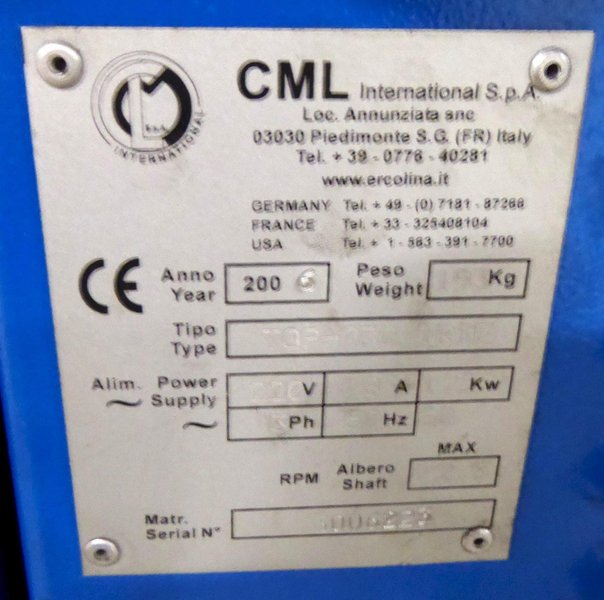 CML International S.p.A.
Loc. Annunziata snc
03030 Piedimonte S.G. (FR) Italy
Tel. + 39 - 0776 - 40281
www.ercolina.it
GERMANY Tel. + 49 - (0) 7181 - 87268
FRANCE Tel. + 33 - 325408104
USA Tel. + 1 - 563-391-7700
INTERNATIONAL
CE
Anno Year 2006
Peso Weight Kg
Tipo Type
Alim. Power Supply V A Kw
~ ~ Ph Hz
MAX
RPM Albero Shaft
Matr. Serial N°